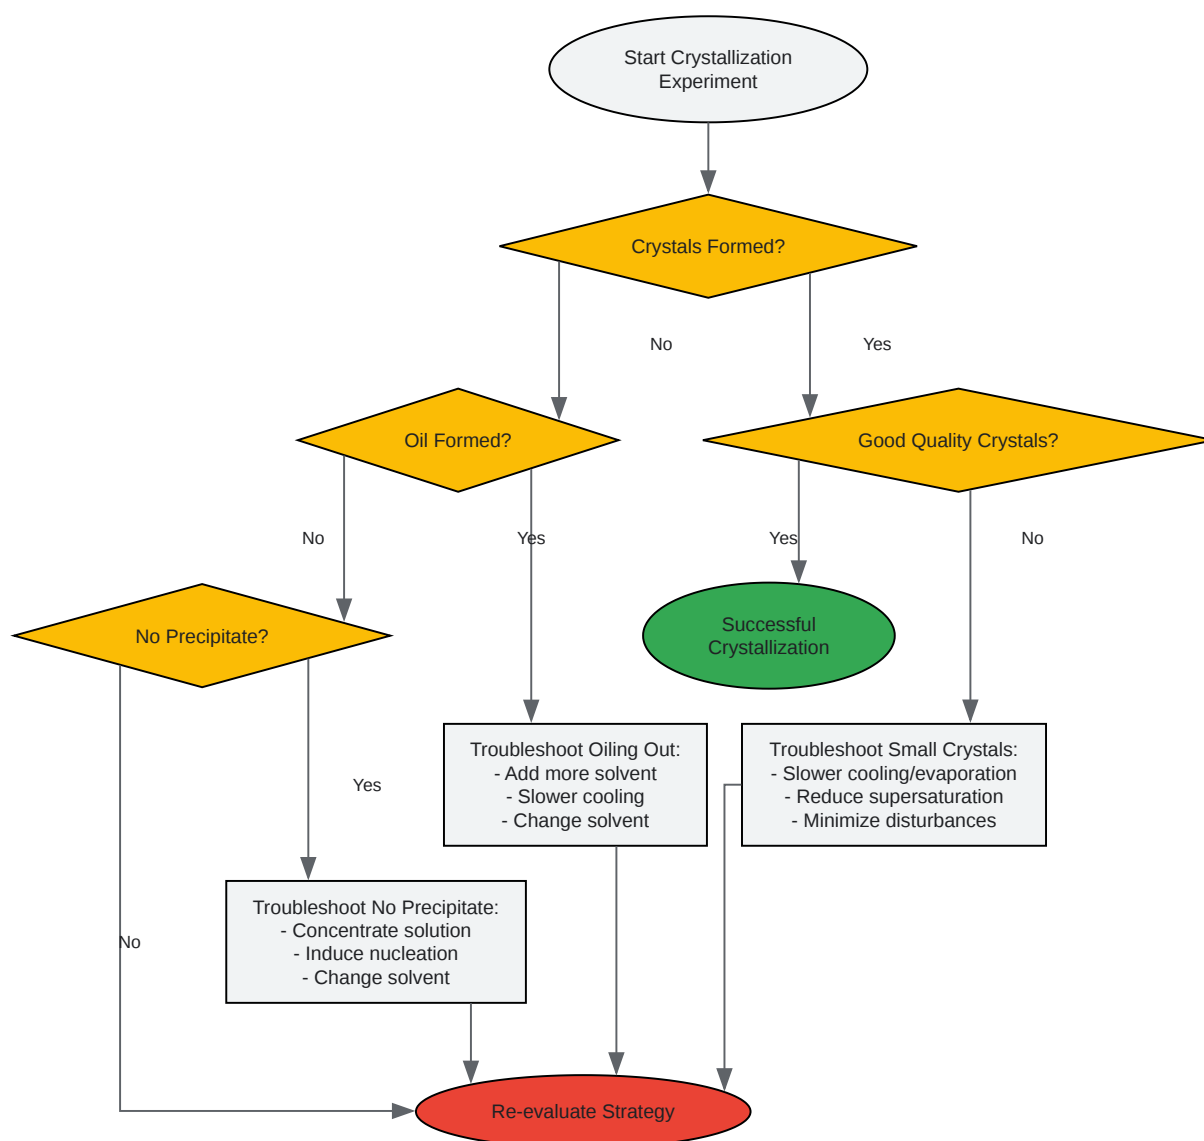 Start Crystallization
Experiment
Crystals Formed?
No
Yes
Oil Formed?
Good Quality Crystals?
No
Yes
Yes
No
No Precipitate?
Successful
Crystallization
Troubleshoot Oiling Out:
- Add more solvent
- Slower cooling
- Change solvent
Troubleshoot Small Crystals:
- Slower cooling/evaporation
- Reduce supersaturation
- Minimize disturbances
Yes
Troubleshoot No Precipitate:
- Concentrate solution
- Induce nucleation
- Change solvent
No
Re-evaluate Strategy